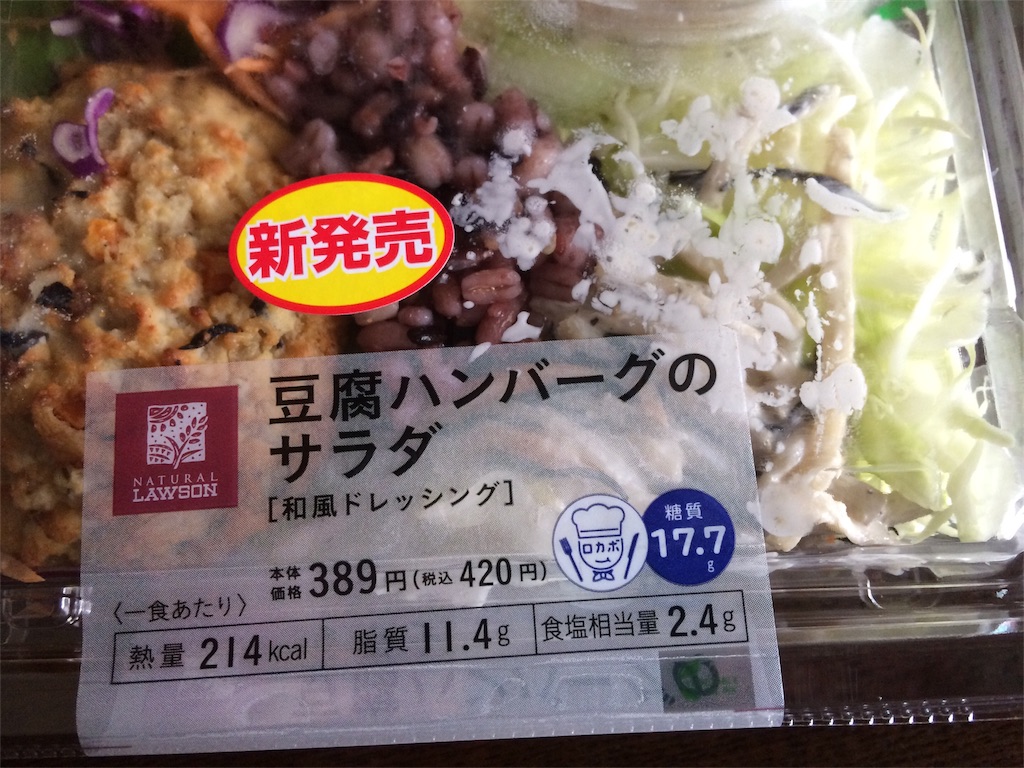 新発売
豆腐ハンバーグの
サラダ
[和風ドレッシング]
NATURAL
LAWSON
ロカボ
糖質
17.7
g
本体価格 389円(税込420円)
〈一食あたり〉
熱量 214kcal 脂質 11.4g 食塩相当量 2.4g